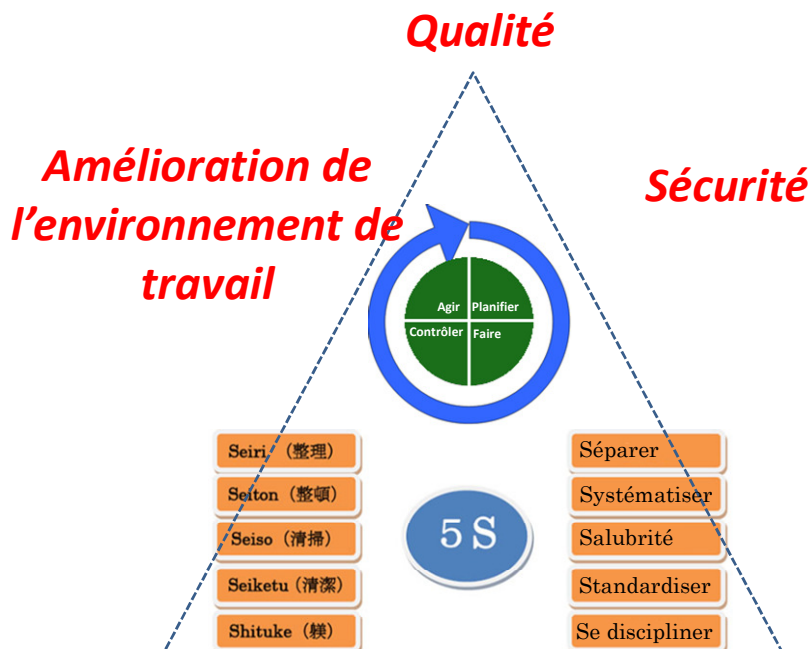 Qualité
Amélioration de
l’environnement de
travail
Sécurité
Agir
Planifier
Contrôler
Faire
Seiri （整理）
Seiton（整頓）
Seiso（清掃）
Seiketu（清潔）
Shituke（躾）
5 S
Séparer
Systématiser
Salubrité
Standardiser
Se discipliner